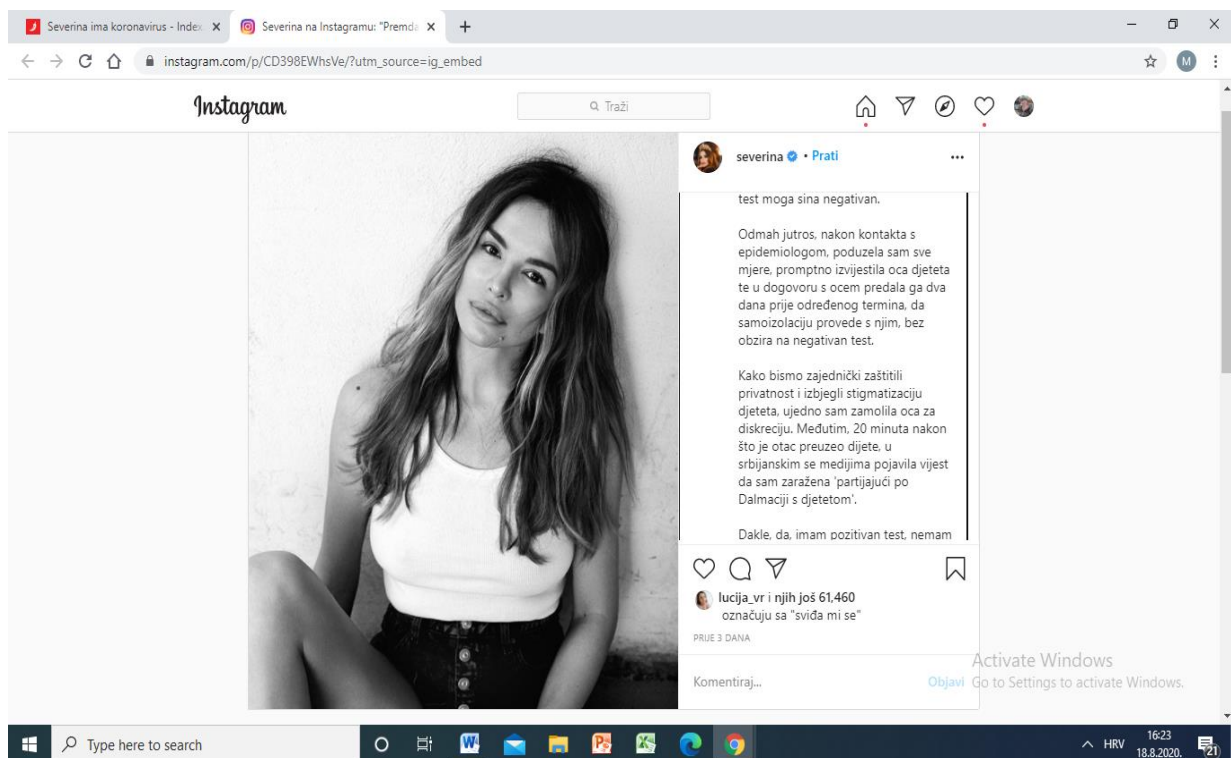 Severina ima koronavirus - Index
Severina na Instagramu: "Premda
instagram.com/p/CD398EWhsVe/?utm_source=ig_embed
M
Instagram
Traži
severina • Prati
test moga sina negativan.
Odmah jutros, nakon kontakta s
epidemiologom, poduzela sam sve
mjere, promptno izvijestila oca djeteta
te u dogovoru s ocem predala ga dva
dana prije određenog termina, da
samoizolaciju provede s njim, bez
obzira na negativan test.
Kako bismo zajednički zaštitili
privatnost i izbjegli stigmatizaciju
djeteta, ujedno sam zamolila oca za
diskreciju. Međutim, 20 minuta nakon
što je otac preuzeo dijete, u
srbijanskim se medijima pojavila vijest
da sam zaražena 'partijajući po
Dalmaciji s djetetom'.
Dakle, da, imam pozitivan test, nemam
lucija_vr i njih još 61,460
označuju sa "sviđa mi se"
PRIJE 3 DANA
Komentiraj...
Objavi
Activate Windows
Go to Settings to activate Windows.
Type here to search
HRV
16:23
18.8.2020.
21